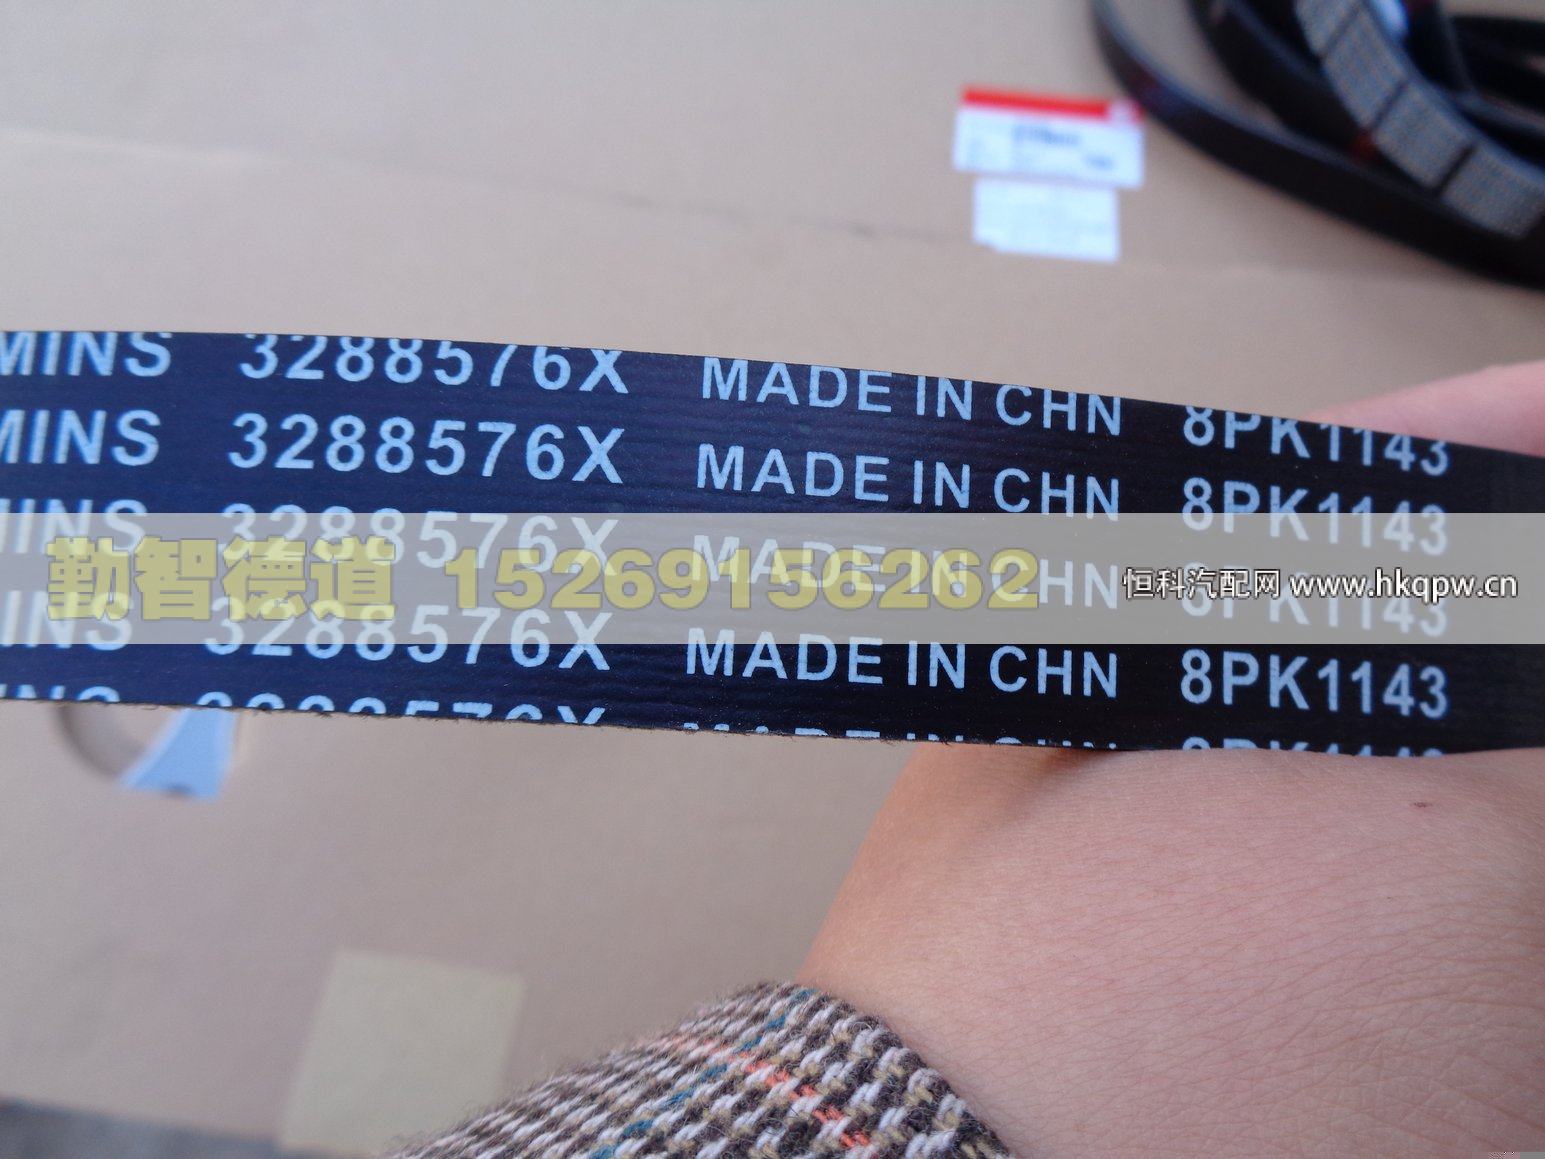 MINS 3288576X MADE IN CHN 8PK1143
MINS 3288576X MADE IN CHN 8PK1143
MINS 3288576X MADE IN CHN 8PK1143
勤智德道 15269156262
恒科汽配网 www.hkqpw.cn
INS 3288576X MADE IN CHN 8PK1143